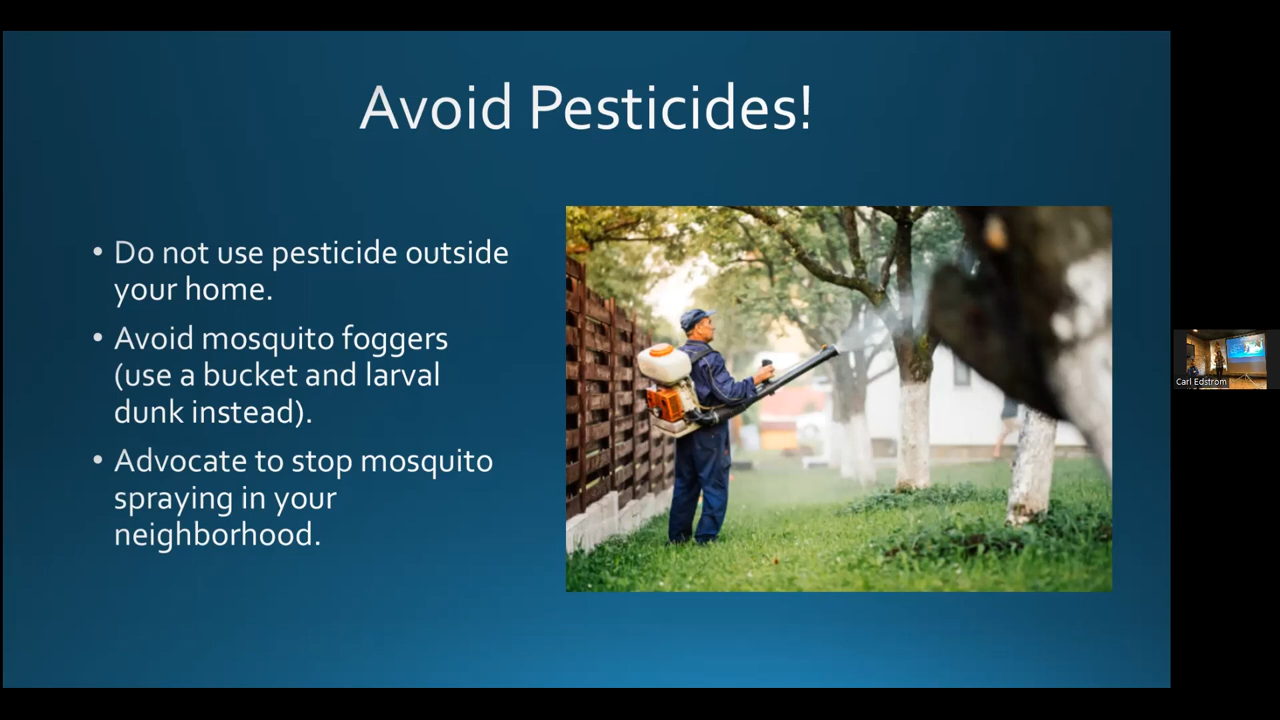 Avoid Pesticides!
• Do not use pesticide outside
your home.
• Avoid mosquito foggers
(use a bucket and larval
dunk instead).
• Advocate to stop mosquito
spraying in your
neighborhood.
Carl Edstrom